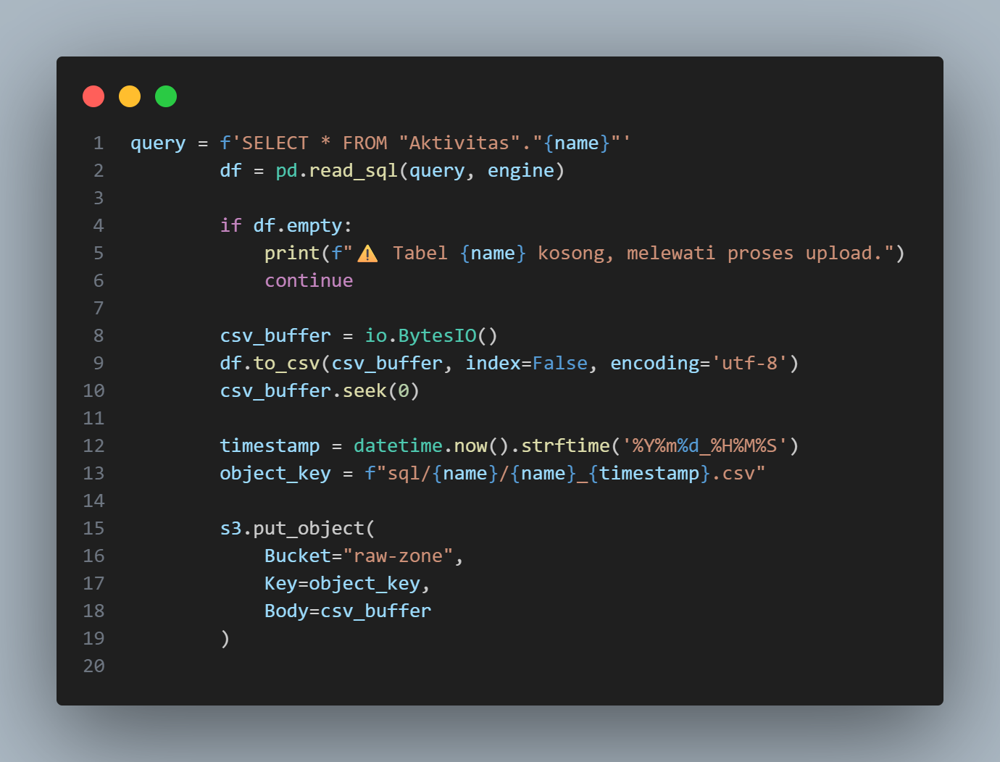 1 query = f'SELECT * FROM "Aktivitas"."{name}"'
2         df = pd.read_sql(query, engine)
3
4         if df.empty:
5             print(f"⚠️ Tabel {name} kosong, melewati proses upload.")
6             continue
7
8         csv_buffer = io.BytesIO()
9         df.to_csv(csv_buffer, index=False, encoding='utf-8')
10         csv_buffer.seek(0)
11
12         timestamp = datetime.now().strftime('%Y%m%d_%H%M%S')
13         object_key = f"sql/{name}/{name}_{timestamp}.csv"
14
15         s3.put_object(
16             Bucket="raw-zone",
17             Key=object_key,
18             Body=csv_buffer
19         )
20